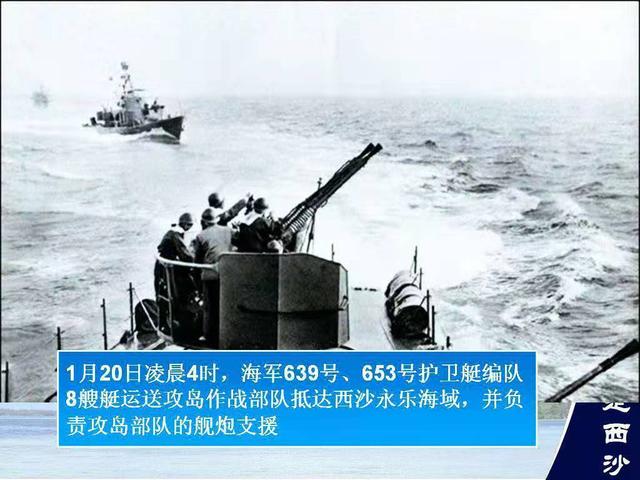 1月20日凌晨4时，海军639号、653号护卫艇编队
8艘艇运送攻岛作战部队抵达西沙永乐海域，并负
责攻岛部队的舰炮支援
西沙